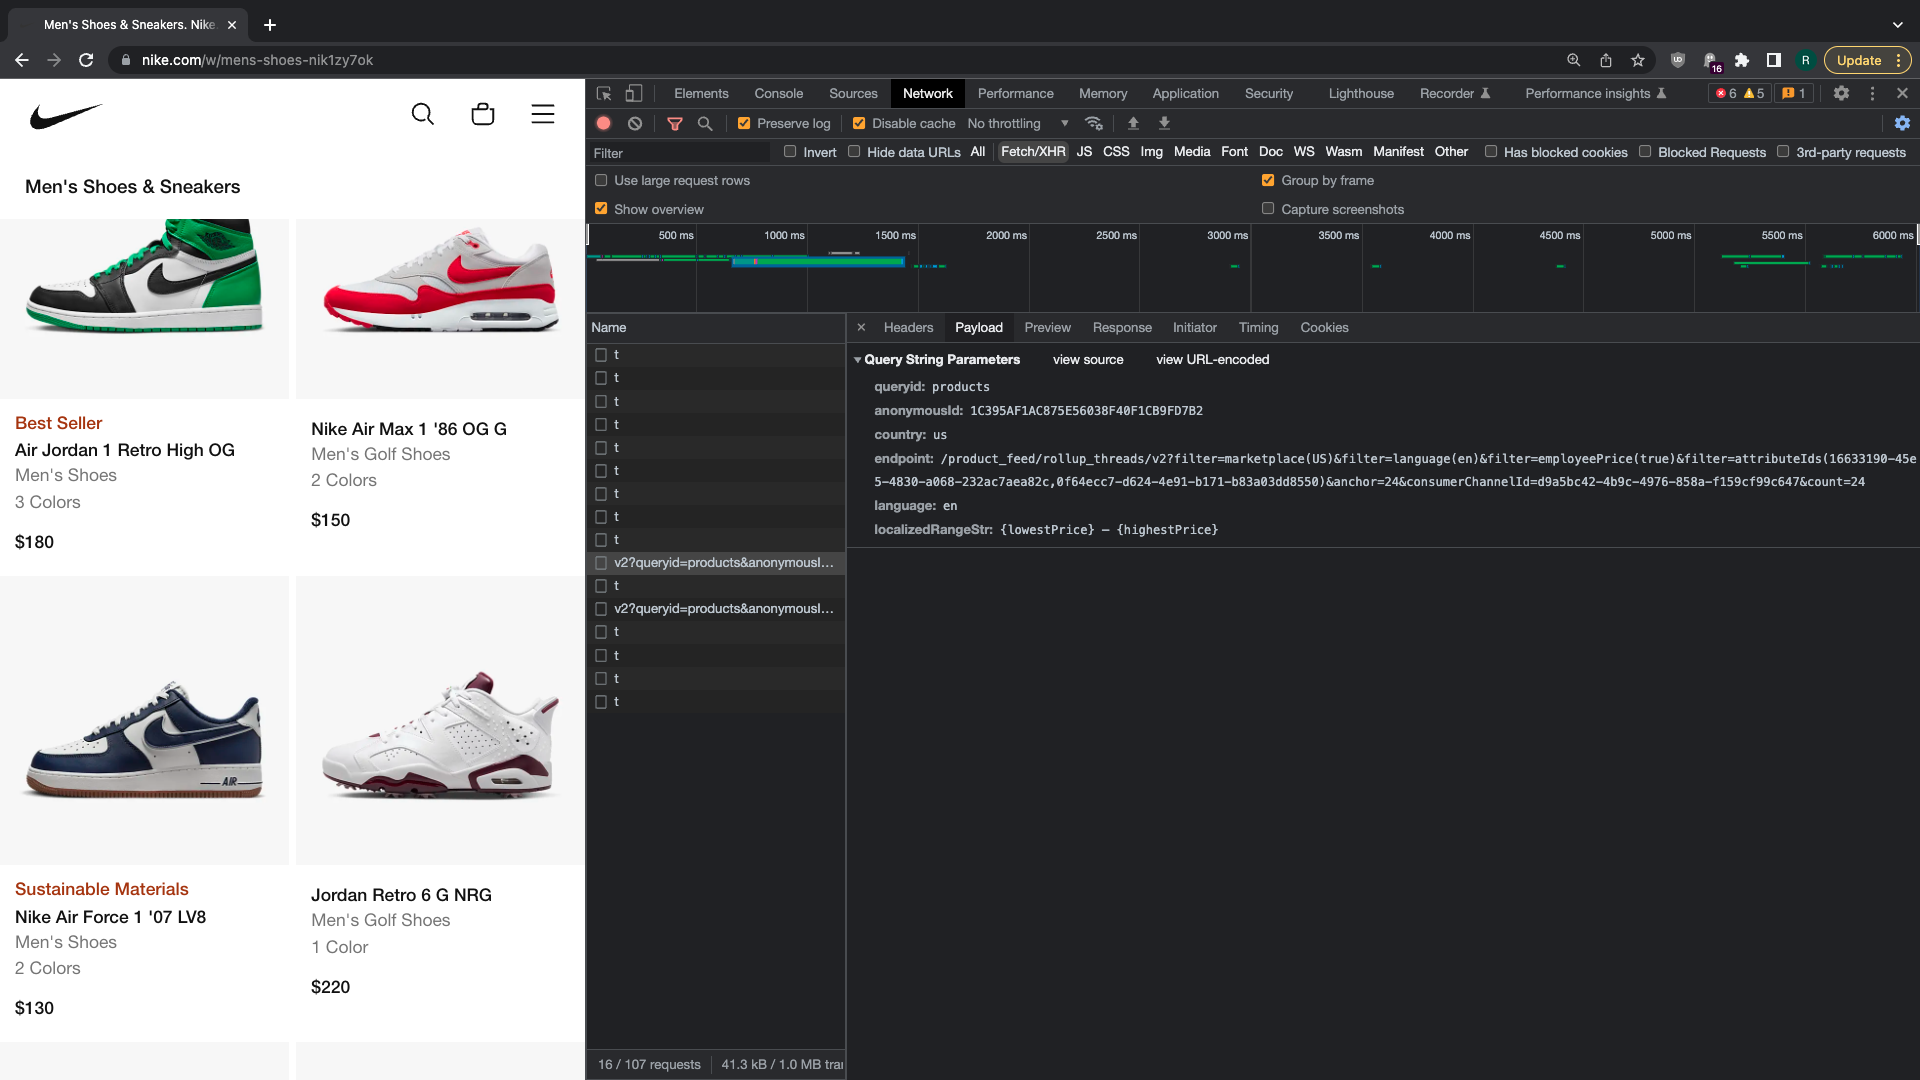 Men's Shoes & Sneakers. Nike
nike.com/w/mens-shoes-nik1zy7ok
16
R
Update
Men's Shoes & Sneakers
Best Seller
Air Jordan 1 Retro High OG
Men's Shoes
3 Colors
$180
Nike Air Max 1 '86 OG G
Men's Golf Shoes
2 Colors
$150
AIR
Sustainable Materials
Nike Air Force 1 '07 LV8
Men's Shoes
2 Colors
$130
Jordan Retro 6 G NRG
Men's Golf Shoes
1 Color
$220
Elements Console Sources Network Performance Memory Application Security Lighthouse Recorder Performance insights 6 5 1
Preserve log Disable cache No throttling
Filter Invert Hide data URLs All Fetch/XHR JS CSS Img Media Font Doc WS Wasm Manifest Other Has blocked cookies Blocked Requests 3rd-party requests
Use large request rows Group by frame
Show overview Capture screenshots
500 ms 1000 ms 1500 ms 2000 ms 2500 ms 3000 ms 3500 ms 4000 ms 4500 ms 5000 ms 5500 ms 6000 ms
Name
t
t
t
t
t
t
t
t
t
v2?queryid=products&anonymousI...
t
v2?queryid=products&anonymousI...
t
t
t
t
16 / 107 requests 41.3 kB / 1.0 MB tra
Headers Payload Preview Response Initiator Timing Cookies
Query String Parameters view source view URL-encoded
queryid: products
anonymousId: 1C395AF1AC875E56038F40F1CB9FD7B2
country: us
endpoint: /product_feed/rollup_threads/v2?filter=marketplace(US)&filter=language(en)&filter=employeePrice(true)&filter=attributeIds(16633190-45e
5-4830-a068-232ac7aea82c,0f64ecc7-d624-4e91-b171-b83a03dd8550)&anchor=24&consumerChannelId=d9a5bc42-4b9c-4976-858a-f159cf99c647&count=24
language: en
localizedRangeStr: {lowestPrice} — {highestPrice}